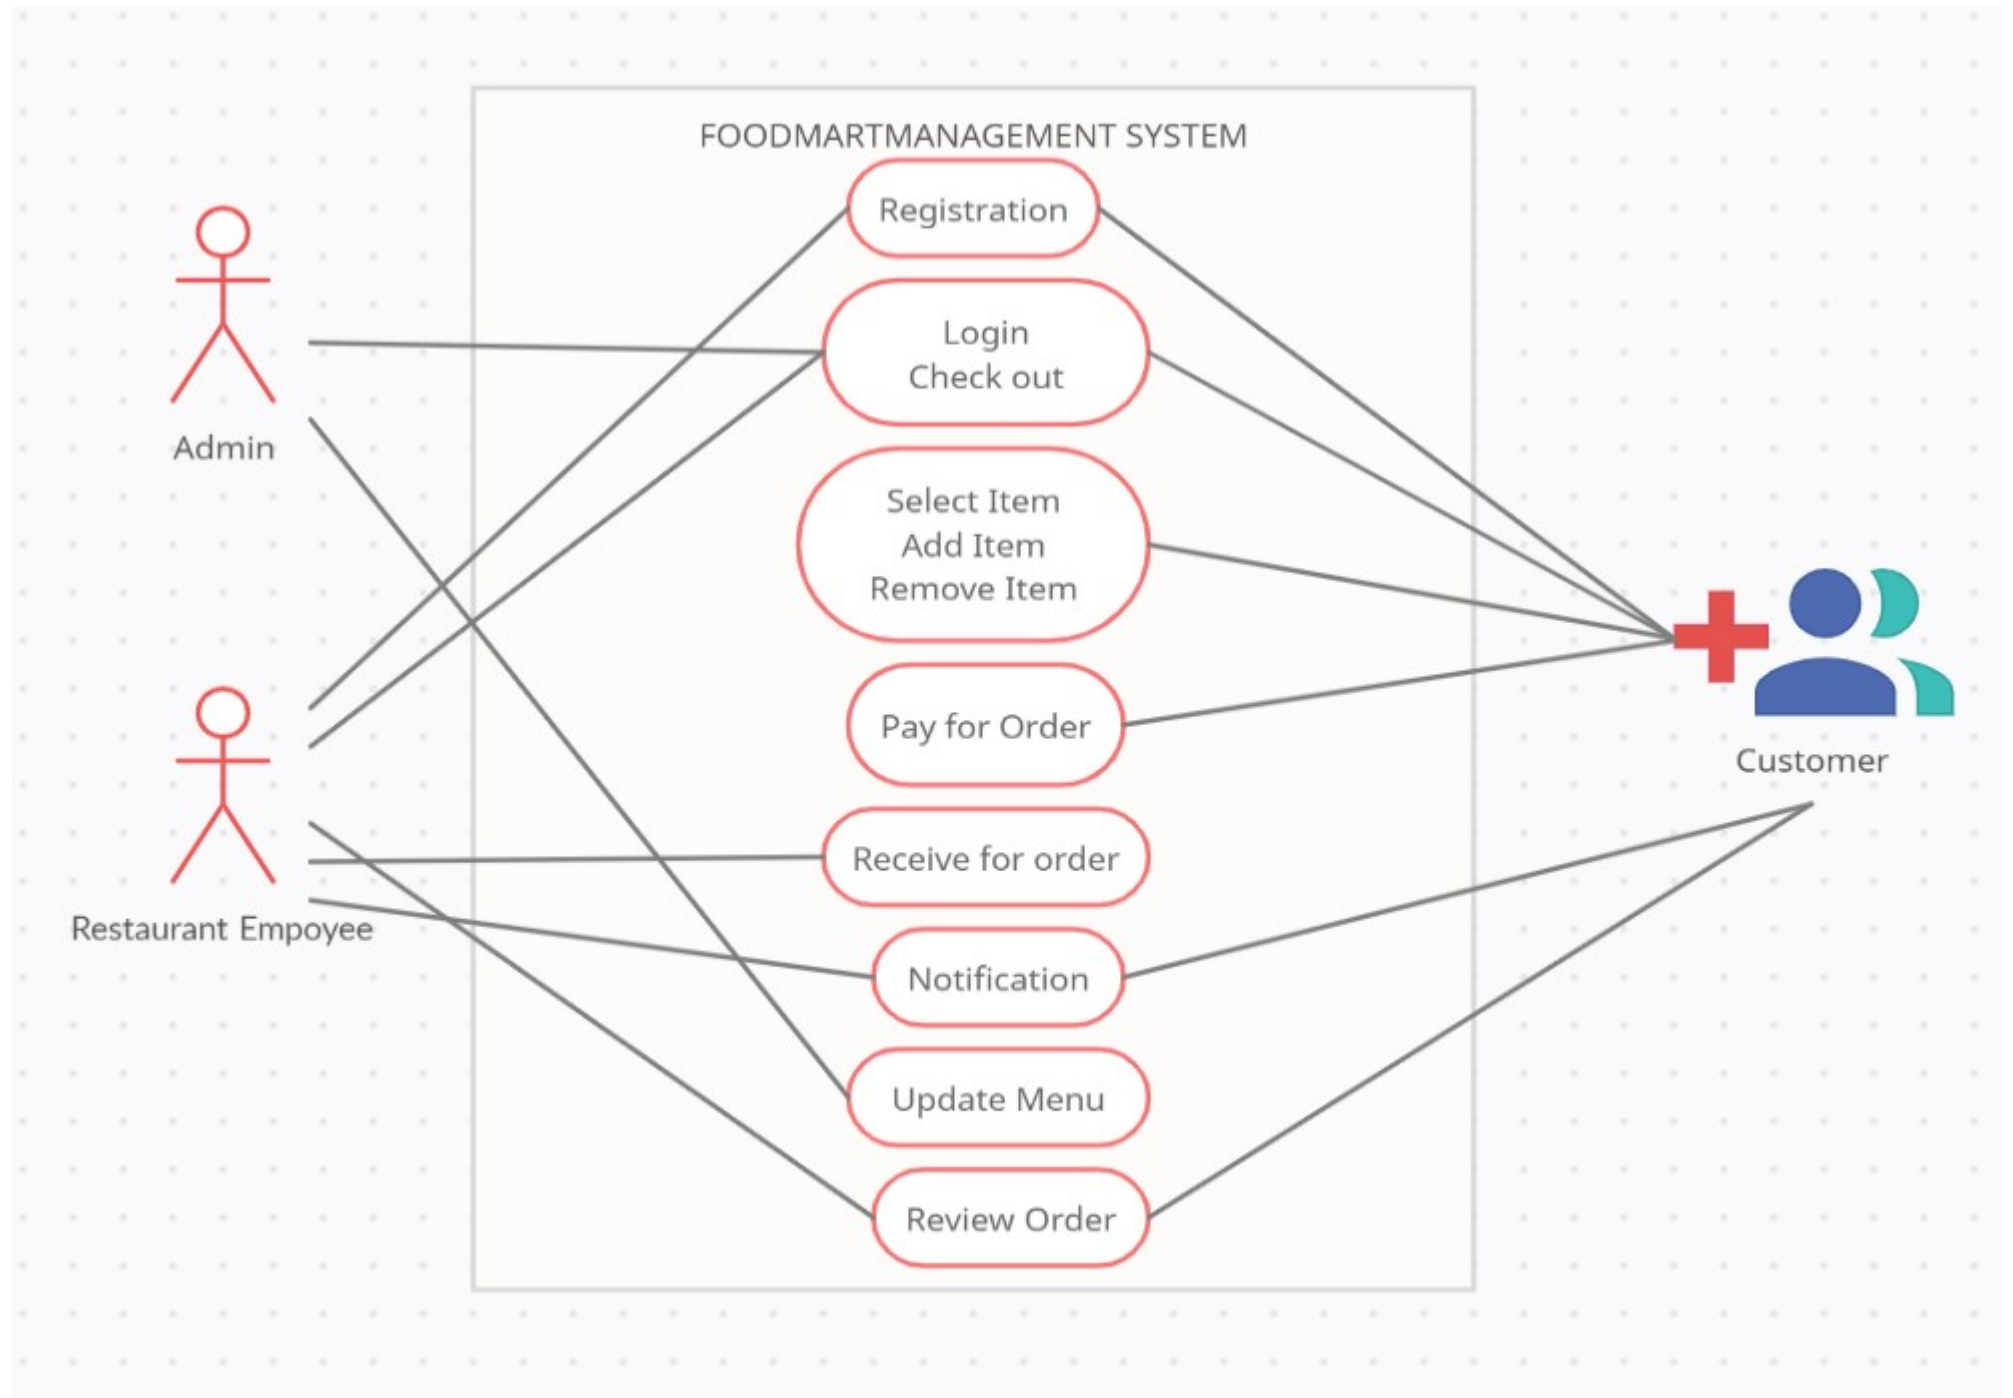 FOODMARTMANAGEMENT SYSTEM
Registration
Login
Check out
Select Item
Add Item
Remove Item
Pay for Order
Receive for order
Notification
Update Menu
Review Order
Admin
Restaurant Empoyee
Customer